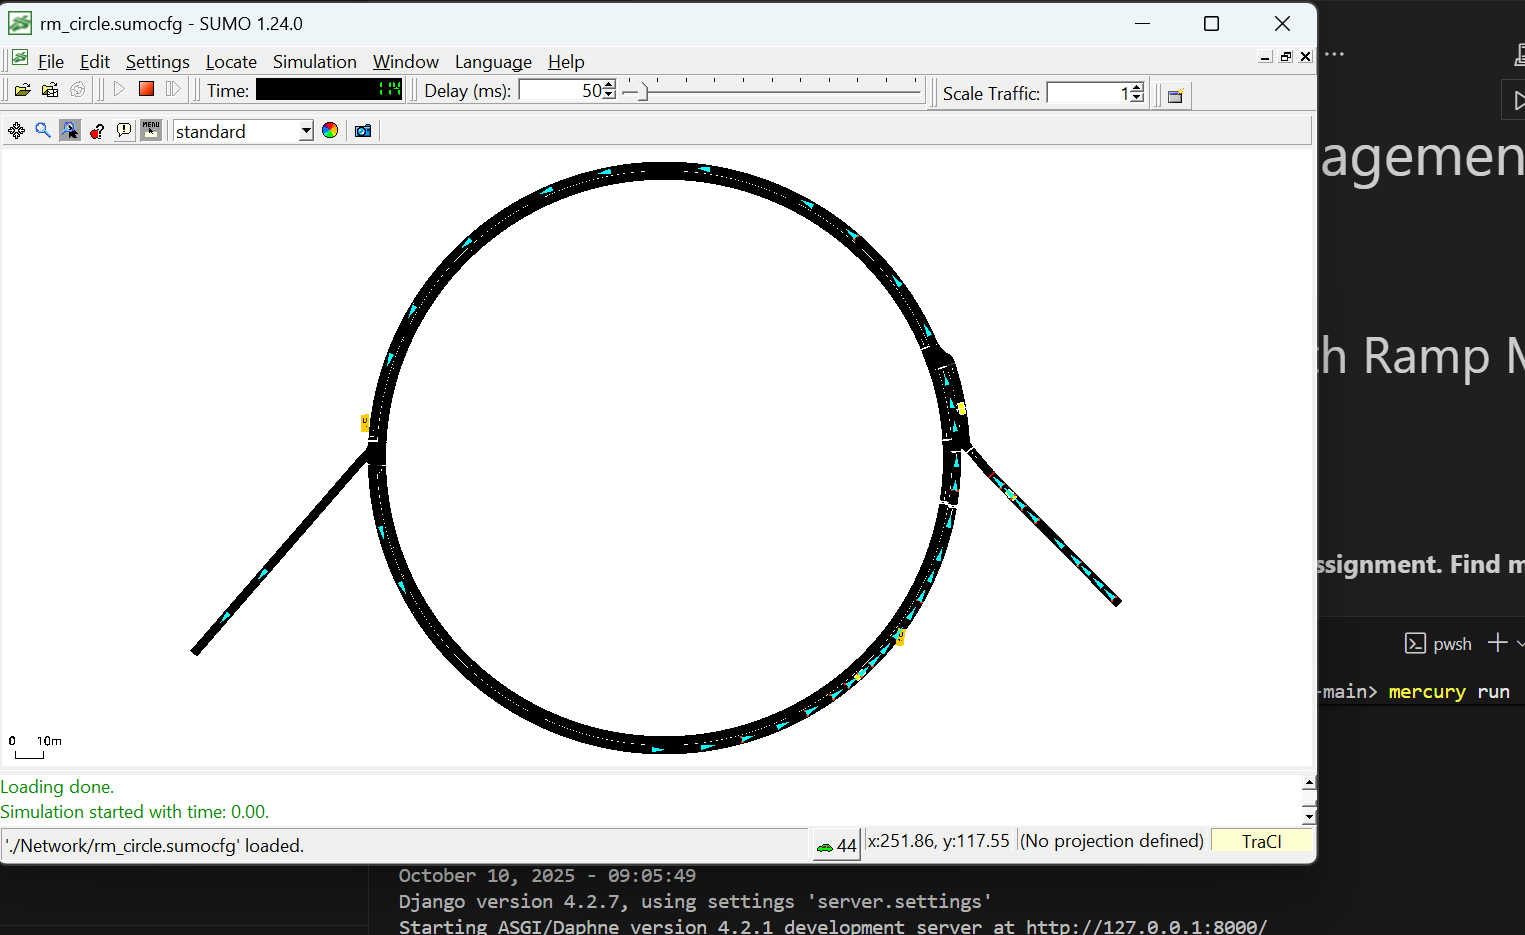 rm_circle.sumocfg - SUMO 1.24.0
File Edit Settings Locate Simulation Window Language Help
Time: 114 Delay (ms): 50 Scale Traffic: 1
MENU standard
agemen
th Ramp M
ssignment. Find m
pwsh
-main> mercury run
0 10m
Loading done.
Simulation started with time: 0.00.
'./Network/rm_circle.sumocfg' loaded. 44 x:251.86, y:117.55 (No projection defined) TraCI
October 10, 2025 - 09:05:49
Django version 4.2.7, using settings 'server.settings'
Starting ASGI/Daphne version 4.2.1 development server at http://127.0.0.1:8000/